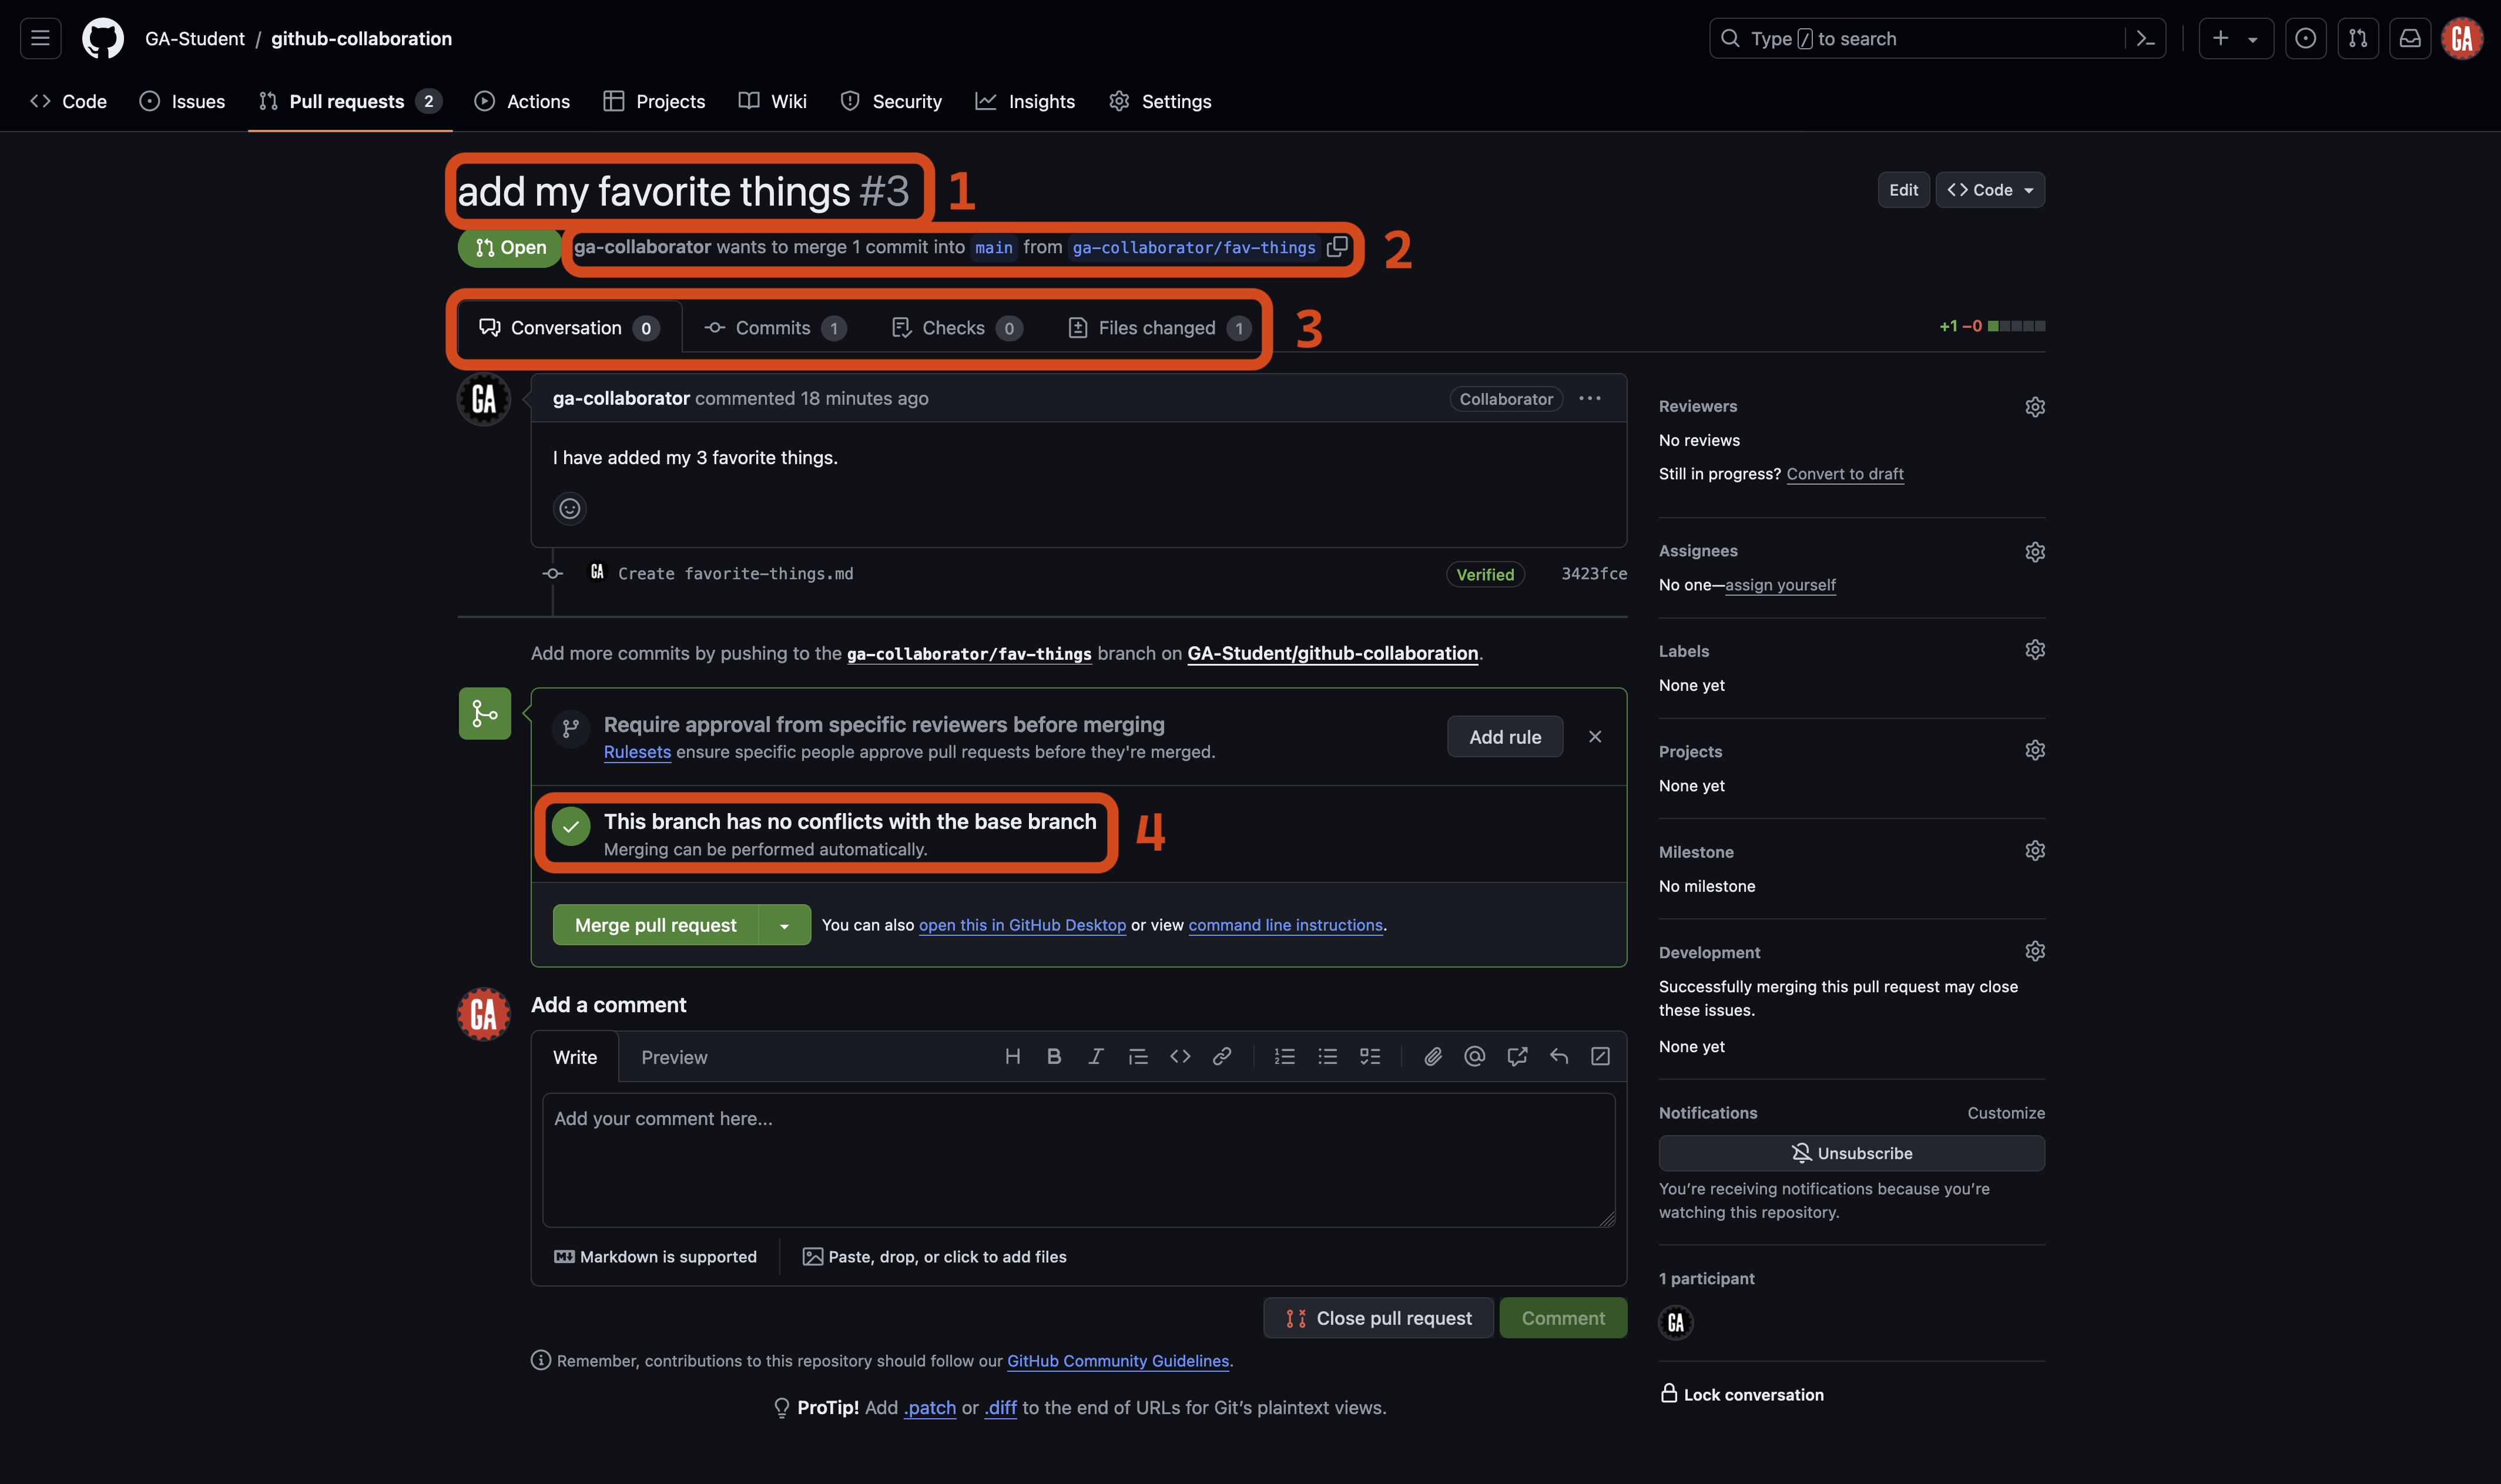 GA-Student / github-collaboration
Type / to search
Code Issues Pull requests 2 Actions Projects Wiki Security Insights Settings
add my favorite things #3 1
Edit Code
Open ga-collaborator wants to merge 1 commit into main from ga-collaborator/fav-things 2
Conversation 0 Commits 1 Checks 0 Files changed 1 3
+1 −0
GA
ga-collaborator commented 18 minutes ago Collaborator
I have added my 3 favorite things.
GA Create favorite-things.md Verified 3423fce
Add more commits by pushing to the ga-collaborator/fav-things branch on GA-Student/github-collaboration.
Require approval from specific reviewers before merging
Rulesets ensure specific people approve pull requests before they're merged.
Add rule
This branch has no conflicts with the base branch
Merging can be performed automatically.
4
Merge pull request You can also open this in GitHub Desktop or view command line instructions.
GA
Add a comment
Write Preview
Add your comment here...
Markdown is supported Paste, drop, or click to add files
Close pull request Comment
Remember, contributions to this repository should follow our GitHub Community Guidelines.
ProTip! Add .patch or .diff to the end of URLs for Git’s plaintext views.
Reviewers
No reviews
Still in progress? Convert to draft
Assignees
No one—assign yourself
Labels
None yet
Projects
None yet
Milestone
No milestone
Development
Successfully merging this pull request may close
these issues.
None yet
Notifications Customize
Unsubscribe
You’re receiving notifications because you’re
watching this repository.
1 participant
GA
Lock conversation
GA